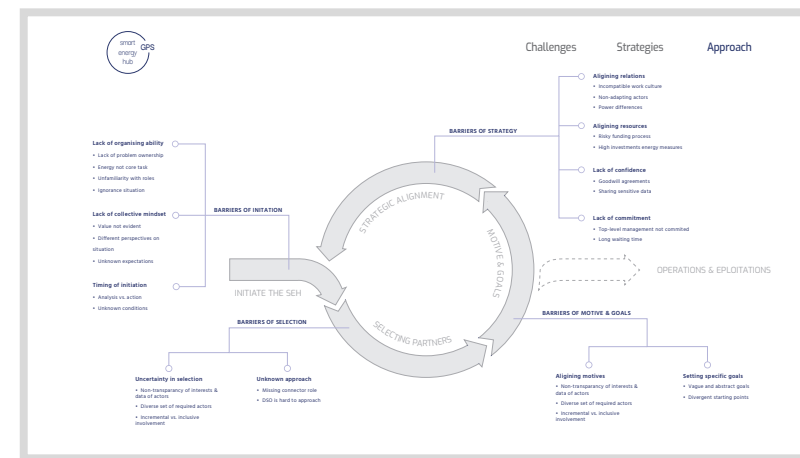 smart
energy
hub
GPS
Challenges
Strategies
Approach
Aligining relations
• Incompatible work culture
• Non-adapting actors
• Power differences
BARRIERS OF STRATEGY
Aligining resources
• Risky funding process
• High investments energy measures
Lack of confidence
• Goodwill agreements
• Sharing sensitive data
Lack of commitment
• Top-level management not commited
• Long waiting time
Lack of organising ability
• Lack of problem ownership
• Energy not core task
• Unfamiliarity with roles
• Ignorance situation
Lack of collective mindset
• Value not evident
• Different perspectives on
situation
• Unknown expectations
BARRIERS OF INITATION
Timing of initiation
• Analysis vs. action
• Unknown conditions
STRATEGIC ALIGNMENT
MOTIVE & GOALS
SELECTING PARTNERS
INITIATE THE SEH
OPERATIONS & EPLOITATIONS
BARRIERS OF SELECTION
Uncertainty in selection
• Non-transparency of interests &
data of actors
• Diverse set of required actors
• Incremental vs. inclusive
involvement
Unknown approach
• Missing connector role
• DSO is hard to approach
BARRIERS OF MOTIVE & GOALS
Aligining motives
• Non-transparency of interests &
data of actors
• Diverse set of required actors
• Incremental vs. inclusive
involvement
Setting specific goals
• Vague and abstract goals
• Divergent starting points